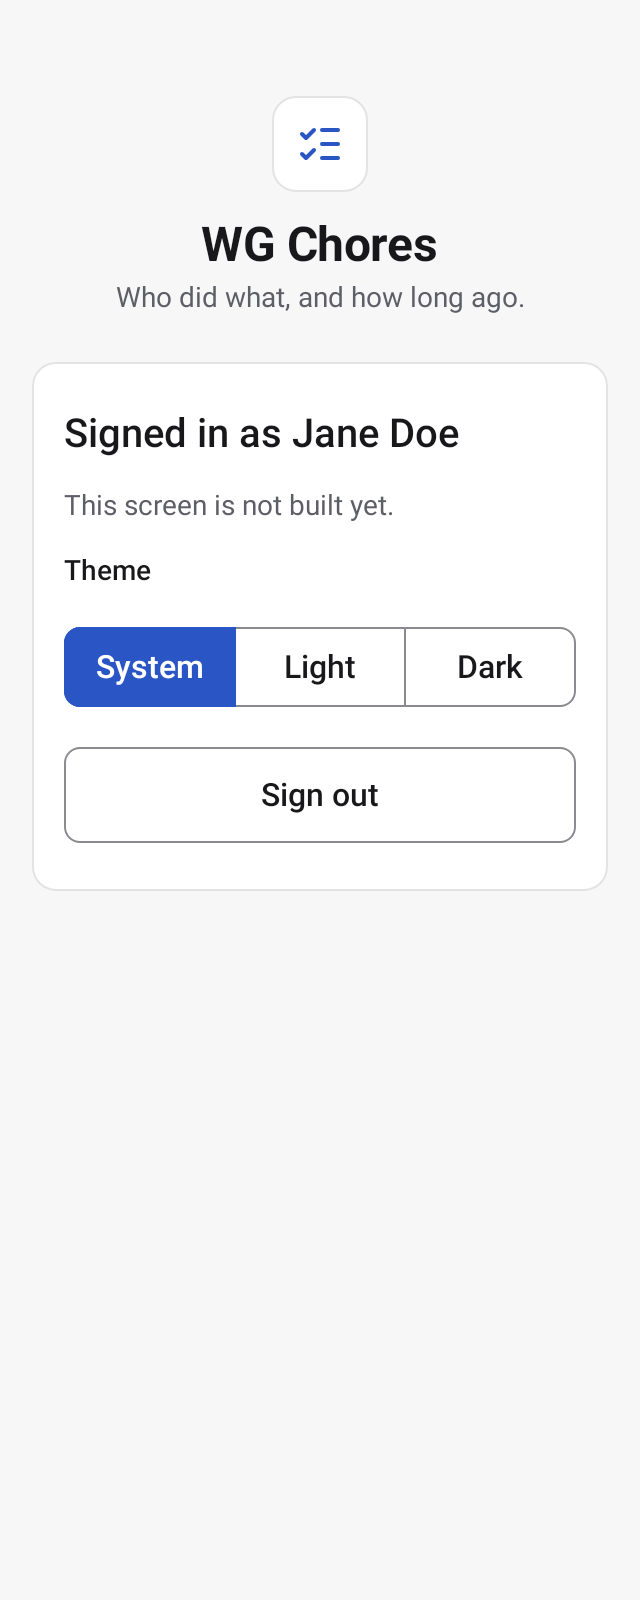 WG Chores
Who did what, and how long ago.
Signed in as Jane Doe
This screen is not built yet.
Theme
System
Light
Dark
Sign out